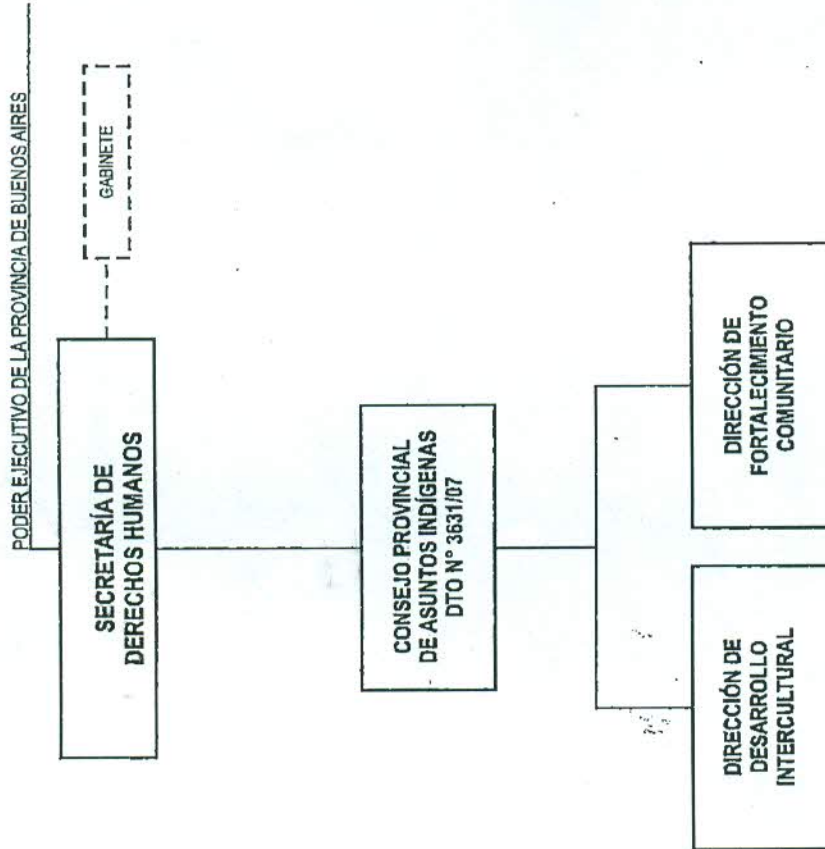 PODER EJECUTIVO DE LA PROVINCIA DE BUENOS AIRES
SECRETARÍA DE
DERECHOS HUMANOS
GABINETE
CONSEJO PROVINCIAL
DE ASUNTOS INDÍGENAS
DTO N° 3631/07
DIRECCIÓN DE
DESARROLLO
INTERCULTURAL
DIRECCIÓN DE
FORTALECIMIENTO
COMUNITARIO